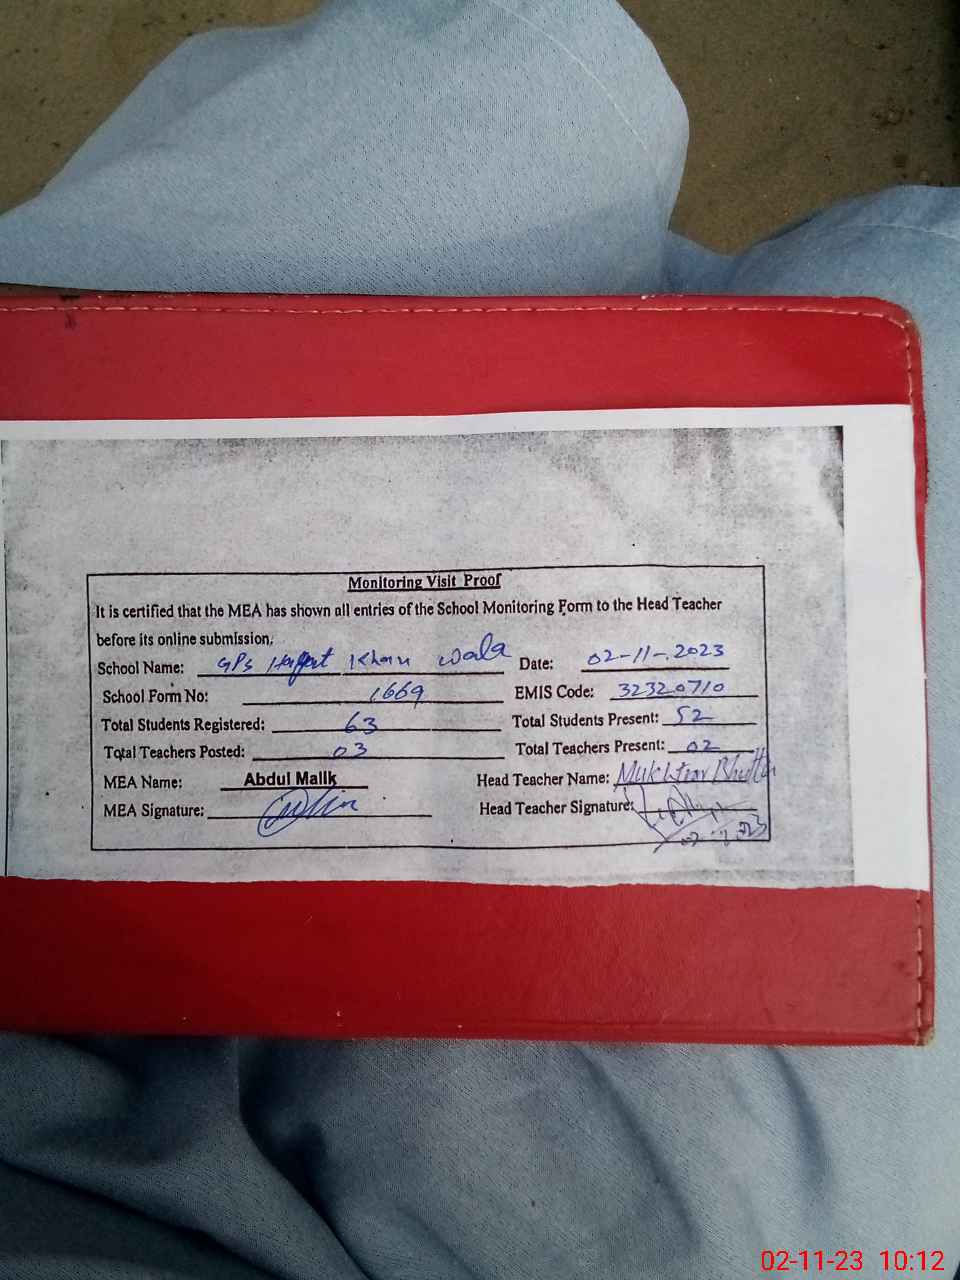 Monitoring Visit Proof
It is certified that the MEA has shown all entries of the School Monitoring Form to the Head Teacher
before its online submission.
School Name: GPS Khan wala Date: 02-11-2023
School Form No: 1669 EMIS Code: 32320710
Total Students Registered: 63 Total Students Present: 52
Total Teachers Posted: 03 Total Teachers Present: 02
MEA Name: Abdul Malik Head Teacher Name: Mukhtiar Bhutta
MEA Signature: Head Teacher Signature:
02-11-23 10:12